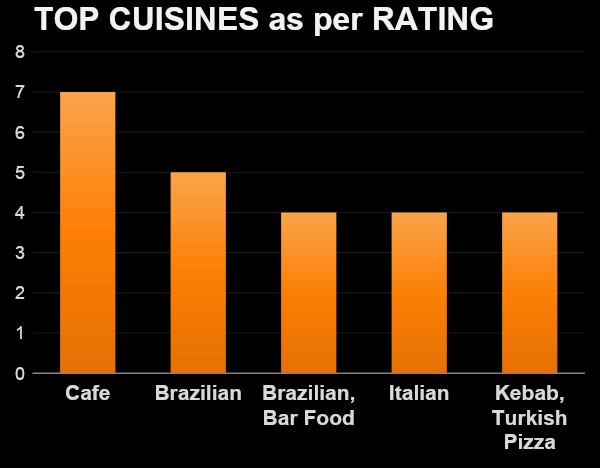 TOP CUISINES as per RATING
8
7
6
5
4
3
2
1
0
Cafe
Brazilian
Brazilian,
Bar Food
Italian
Kebab,
Turkish
Pizza